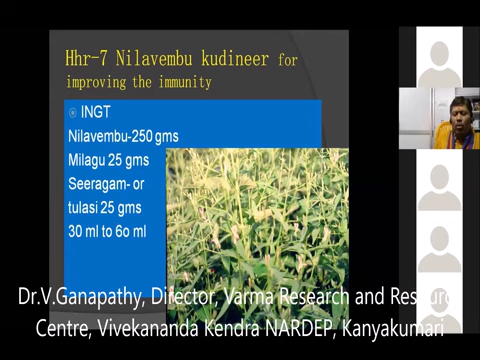 Hhr-7 Nilavembu kudineer for
improving the immunity
INGT
Nilavembu-250 gms
Milagu 25 gms
Seeragam- or
tulasi 25 gms
30 ml to 6o ml
Dr.V.Ganapathy, Director, Varma Research and Resource
Centre, Vivekananda Kendra NARDEP, Kanyakumari